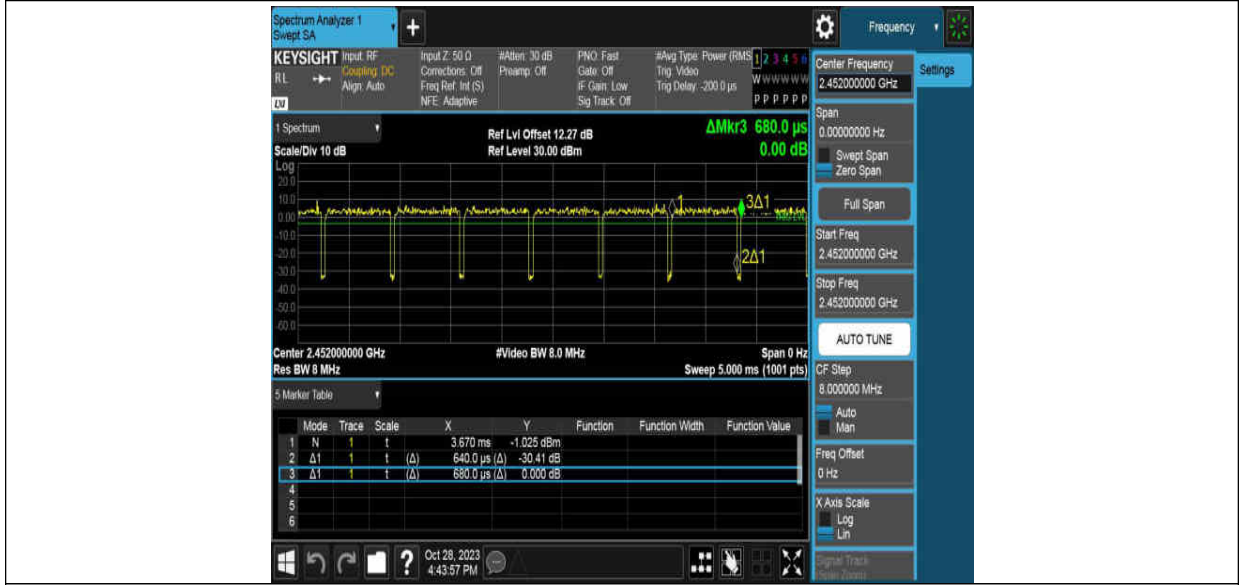 Spectrum Analyzer 1
Swept SA
+
Frequency
KEYSIGHT
RL
LV
Input: RF
Coupling: DC
Align: Auto
Input Z: 50 Ω
Corrections: Off
Freq Ref: Int (S)
NFE: Adaptive
#Atten: 30 dB
Preamp: Off
PNO: Fast
Gate: Off
IF Gain: Low
Sig Track: Off
#Avg Type: Power (RMS
Trig: Video
Trig Delay: -200.0 µs
1 2 3 4 5 6
W W W W W W
P P P P P P
1 Spectrum
Scale/Div 10 dB
Ref Lvl Offset 12.27 dB
Ref Level 30.00 dBm
ΔMkr3 680.0 µs
0.00 dB
Log
20.0
10.0
0.00
-10.0
-20.0
-30.0
-40.0
-50.0
-60.0
1
3Δ1
2Δ1
Center 2.452000000 GHz
#Video BW 8.0 MHz
Span 0 Hz
Res BW 8 MHz
Sweep 5.000 ms (1001 pts)
5 Marker Table
Mode Trace Scale X Y Function Function Width Function Value
1 N 1 t 3.670 ms -1.025 dBm
2 Δ1 1 t (Δ) 640.0 µs (Δ) -30.41 dB
3 Δ1 1 t (Δ) 680.0 µs (Δ) 0.000 dB
4
5
6
Oct 28, 2023
4:43:57 PM
?
Center Frequency
2.452000000 GHz
Settings
Span
0.00000000 Hz
Swept Span
Zero Span
Full Span
Start Freq
2.452000000 GHz
Stop Freq
2.452000000 GHz
AUTO TUNE
CF Step
8.000000 MHz
Auto
Man
Freq Offset
0 Hz
X Axis Scale
Log
Lin
Signal Track
(Span Zoom)